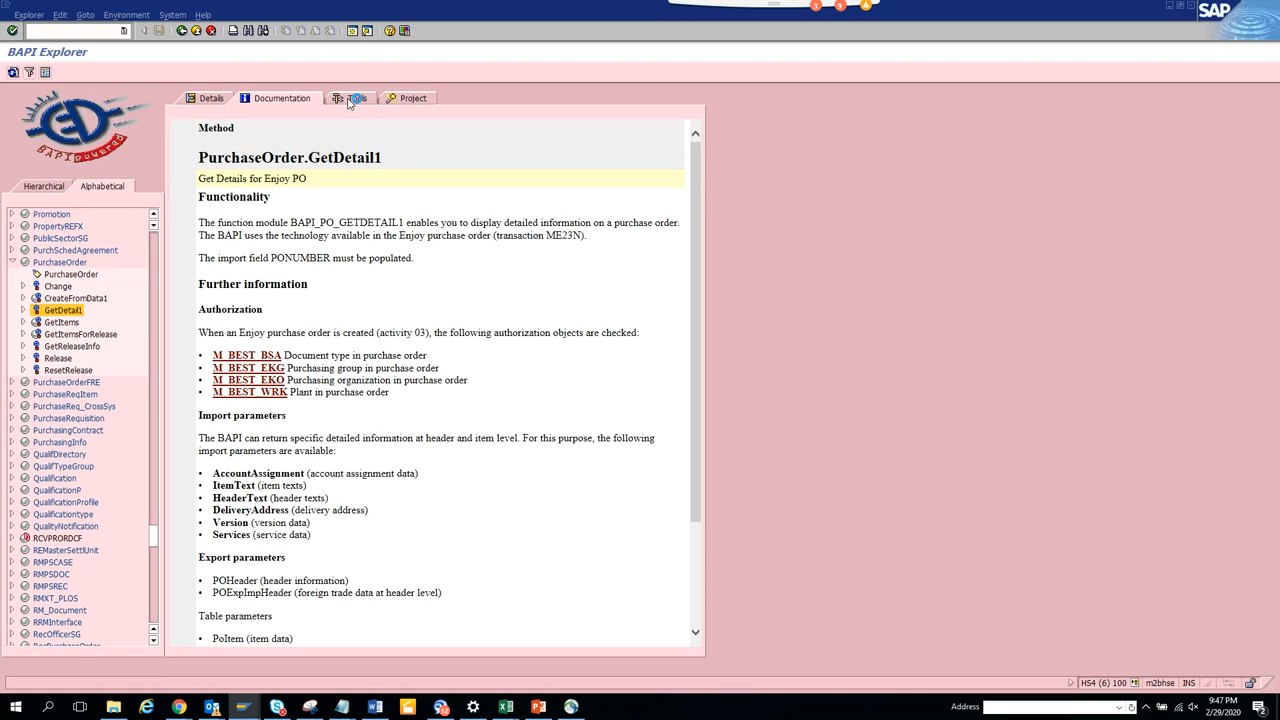 Explorer Edit Goto Environment System Help
SAP
3 9
BAPI Explorer
Details Documentation Project
BAPIpowered
Hierarchical Alphabetical
Promotion
PropertyREFX
PublicSectorSG
PurchSchedAgreement
PurchaseOrder
PurchaseOrder
Change
CreateFromData1
GetDetail1
GetItems
GetItemsForRelease
GetReleaseInfo
Release
ResetRelease
PurchaseOrderFRE
PurchaseReqItem
PurchaseReq_CrossSys
PurchaseRequisition
PurchasingContract
PurchasingInfo
QualifDirectory
QualifTypeGroup
Qualification
QualificationP
QualificationProfile
Qualificationtype
QualityNotification
RCVPRORDCF
REMasterSettlUnit
RMPSCASE
RMPSDOC
RMPSREC
RMXT_PLOS
RM_Document
RRMInterface
RecOfficerSG
Method
PurchaseOrder.GetDetail1
Get Details for Enjoy PO
Functionality
The function module BAPI_PO_GETDETAIL1 enables you to display detailed information on a purchase order.
The BAPI uses the technology available in the Enjoy purchase order (transaction ME23N).
The import field PONUMBER must be populated.
Further information
Authorization
When an Enjoy purchase order is created (activity 03), the following authorization objects are checked:
• M_BEST_BSA Document type in purchase order
• M_BEST_EKG Purchasing group in purchase order
• M_BEST_EKO Purchasing organization in purchase order
• M_BEST_WRK Plant in purchase order
Import parameters
The BAPI can return specific detailed information at header and item level. For this purpose, the following
import parameters are available:
• AccountAssignment (account assignment data)
• ItemText (item texts)
• HeaderText (header texts)
• DeliveryAddress (delivery address)
• Version (version data)
• Services (service data)
Export parameters
• POHeader (header information)
• POExpImpHeader (foreign trade data at header level)
Table parameters
• PoItem (item data)
HS4 (6) 100 m2bhse INS
Address
9:47 PM
2/29/2020